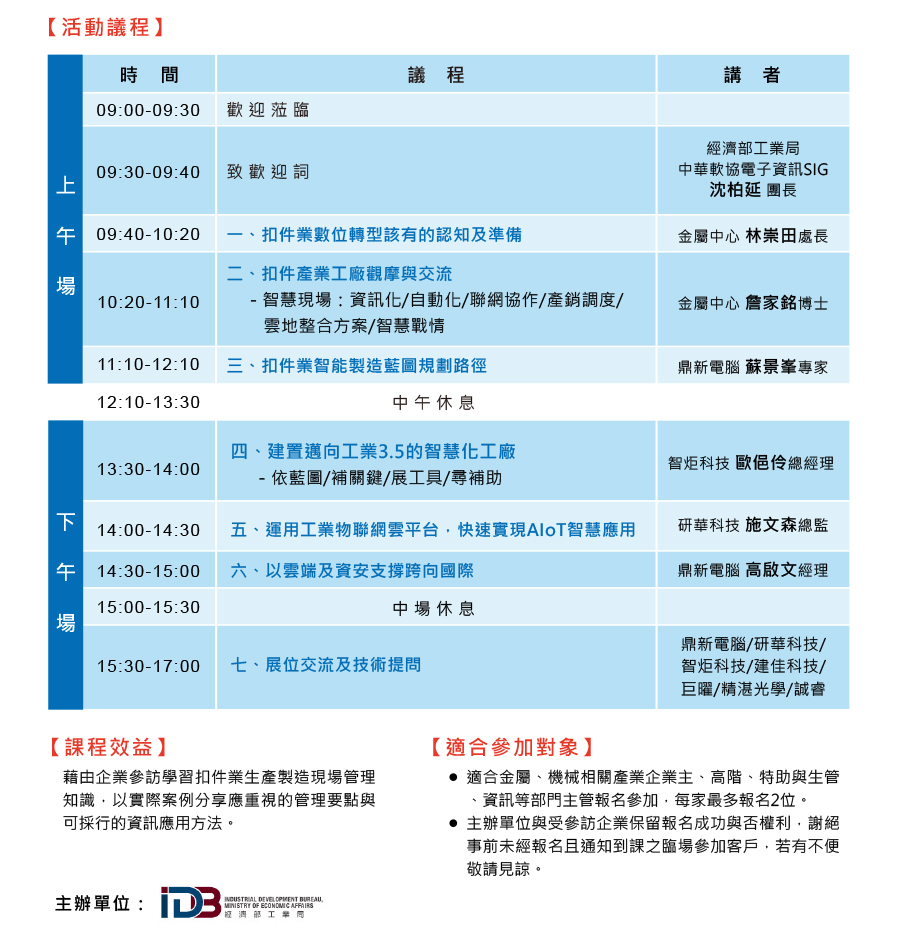 【活動議程】
時 間 議 程 講 者
上午場
09:00-09:30 歡迎蒞臨
09:30-09:40 致歡迎詞
經濟部工業局
中華軟協電子資訊SIG
沈柏延 團長
09:40-10:20 一、扣件業數位轉型該有的認知及準備 金屬中心 林崇田處長
10:20-11:10
二、扣件產業工廠觀摩與交流
- 智慧現場：資訊化/自動化/聯網協作/產銷調度/
雲地整合方案/智慧戰情
金屬中心 詹家銘博士
11:10-12:10 三、扣件業智能製造藍圖規劃路徑 鼎新電腦 蘇景峯專家
12:10-13:30 中午休息
下午場
13:30-14:00
四、建置邁向工業3.5的智慧化工廠
- 依藍圖/補關鍵/展工具/尋補助
智炬科技 歐俋伶總經理
14:00-14:30 五、運用工業物聯網雲平台，快速實現AIoT智慧應用 研華科技 施文森總監
14:30-15:00 六、以雲端及資安支撐跨向國際 鼎新電腦 高啟文經理
15:00-15:30 中場休息
15:30-17:00 七、展位交流及技術提問
鼎新電腦/研華科技/
智炬科技/建佳科技/
巨曜/精湛光學/誠睿
【課程效益】
藉由企業參訪學習扣件業生產製造現場管理
知識，以實際案例分享應重視的管理要點與
可採行的資訊應用方法。
【適合參加對象】
● 適合金屬、機械相關產業企業主、高階、特助與生管
、資訊等部門主管報名參加，每家最多報名2位。
● 主辦單位與受參訪企業保留報名成功與否權利，謝絕
事前未經報名且通知到課之臨場參加客戶，若有不便
敬請見諒。
主辦單位：
IDB
INDUSTRIAL DEVELOPMENT BUREAU,
MINISTRY OF ECONOMIC AFFAIRS
經濟部工業局